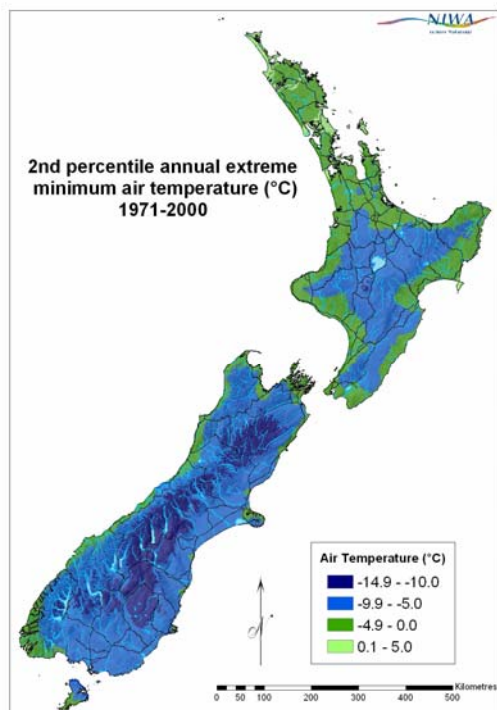 NIWA
2nd percentile annual extreme
minimum air temperature (°C)
1971-2000
Air Temperature (°C)
-14.9 - -10.0
-9.9 - -5.0
-4.9 - 0.0
0.1 - 5.0
Kilometres
0 50 100 200 300 400 500